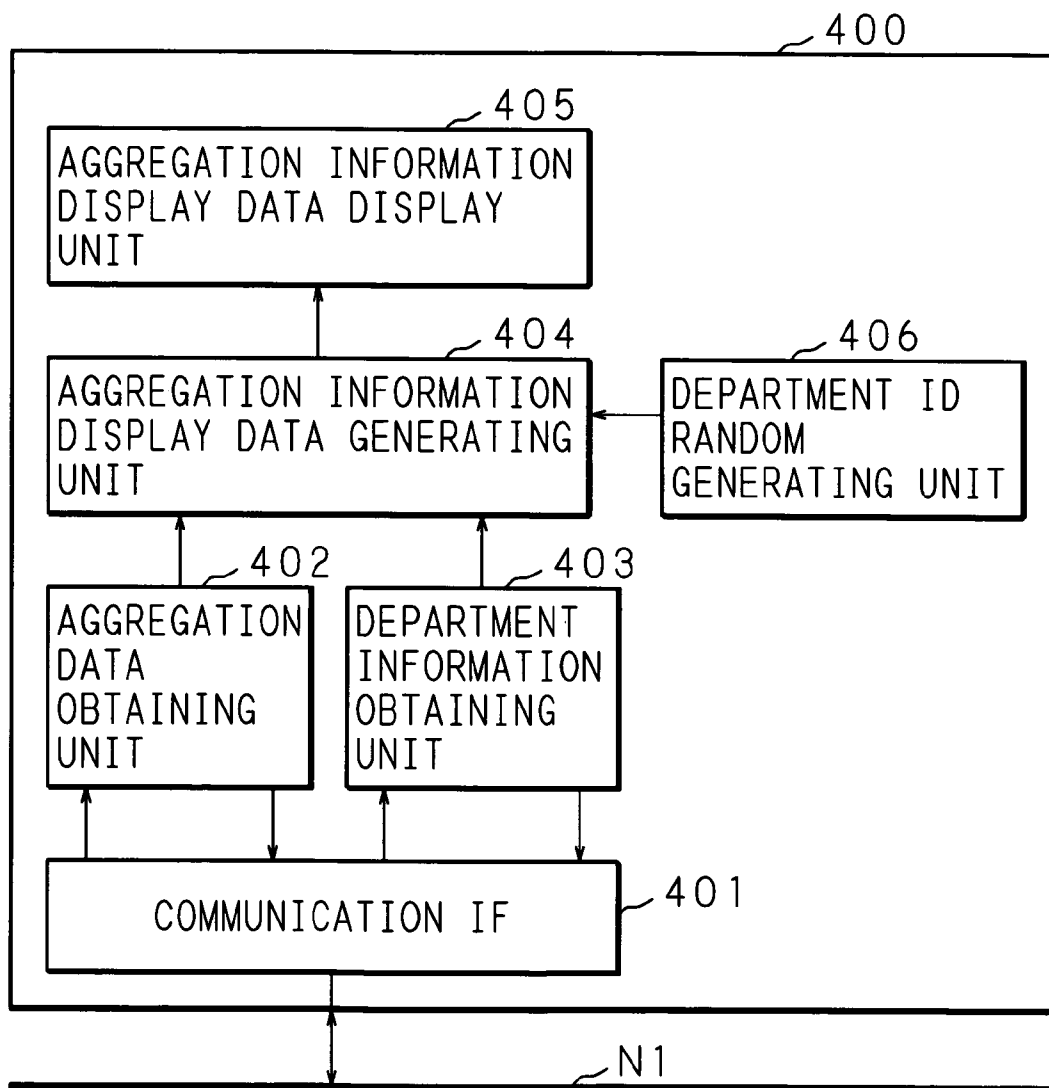 400
405
AGGREGATION INFORMATION
DISPLAY DATA DISPLAY
UNIT
404
AGGREGATION INFORMATION
DISPLAY DATA GENERATING
UNIT
406
DEPARTMENT ID
RANDOM
GENERATING UNIT
402
AGGREGATION
DATA
OBTAINING
UNIT
403
DEPARTMENT
INFORMATION
OBTAINING
UNIT
COMMUNICATION IF
401
N1